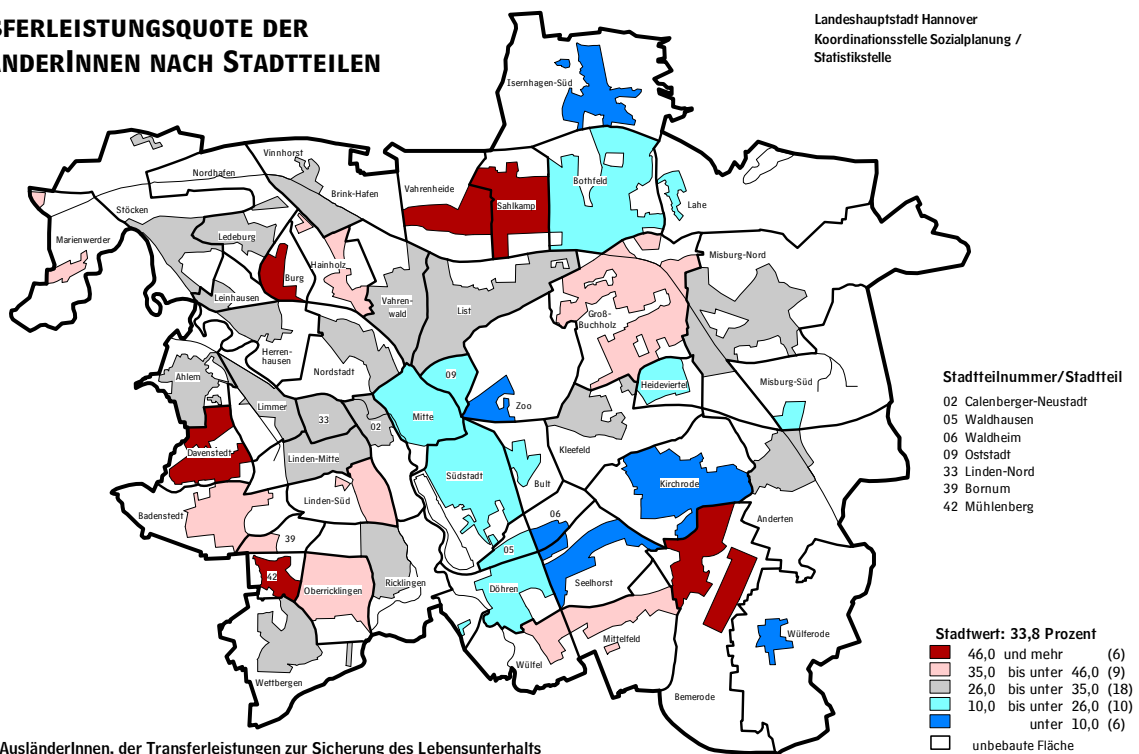 SFERLEISTUNGSQUOTE DER
NDERINNEN NACH STADTTEILEN
Landeshauptstadt Hannover
Koordinationsstelle Sozialplanung /
Statistikstelle
Isernhagen-Süd
Vinnhorst
Nordhafen
Brink-Hafen
Vahrenheide
Sahlkamp
Bothfeld
Lahe
Stöcken
Marienwerder
Ledeburg
Burg
Hainholz
Misburg-Nord
Leinhausen
Vahren-
wald
List
Groß-
Buchholz
Herren-
hausen
Nordstadt
Ahlem
09
Heideviertel
Misburg-Süd
Limmer
33
02
Mitte
Zoo
Davenstedt
Linden-Mitte
Kleefeld
Südstadt
Bult
Kirchrode
Badenstedt
Linden-Süd
06
Anderten
39
05
42
Oberricklingen
Ricklingen
Döhren
Seelhorst
Wülferode
Mittelfeld
Wülfel
Wettbergen
Bemerode
Stadtteilnummer/Stadtteil
02 Calenberger-Neustadt
05 Waldhausen
06 Waldheim
09 Oststadt
33 Linden-Nord
39 Bornum
42 Mühlenberg
Stadtwert: 33,8 Prozent
46,0 und mehr (6)
35,0 bis unter 46,0 (9)
26,0 bis unter 35,0 (18)
10,0 bis unter 26,0 (10)
unter 10,0 (6)
unbebaute Fläche
AusländerInnen, der Transferleistungen zur Sicherung des Lebensunterhalts